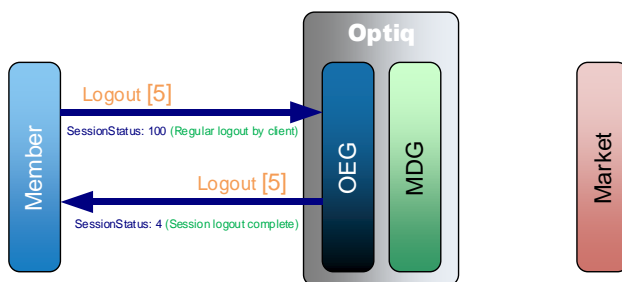 Optiq
Logout [5]
SessionStatus: 100 (Regular logout by client)
Logout [5]
SessionStatus: 4 (Session logout complete)
Member
OEG
MDG
Market